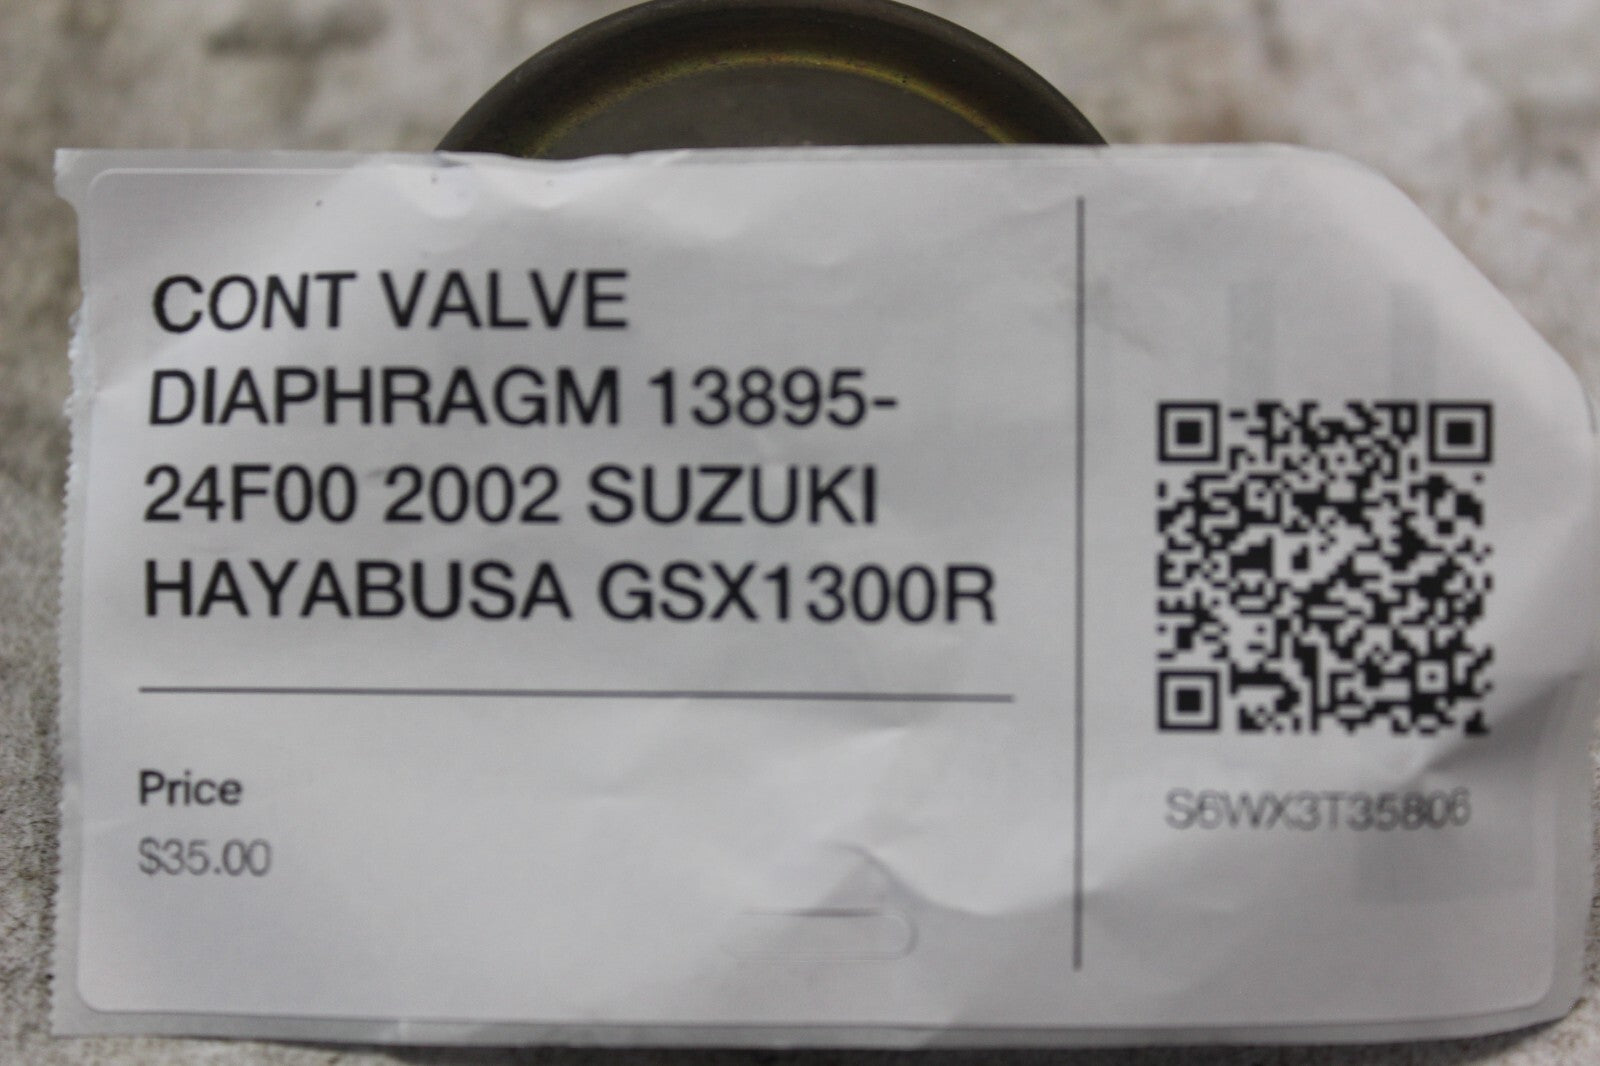 CONT VALVE
DIAPHRAGM 13895-
24F00 2002 SUZUKI
HAYABUSA GSX1300R
Price
$35.00
S6WX3T35806